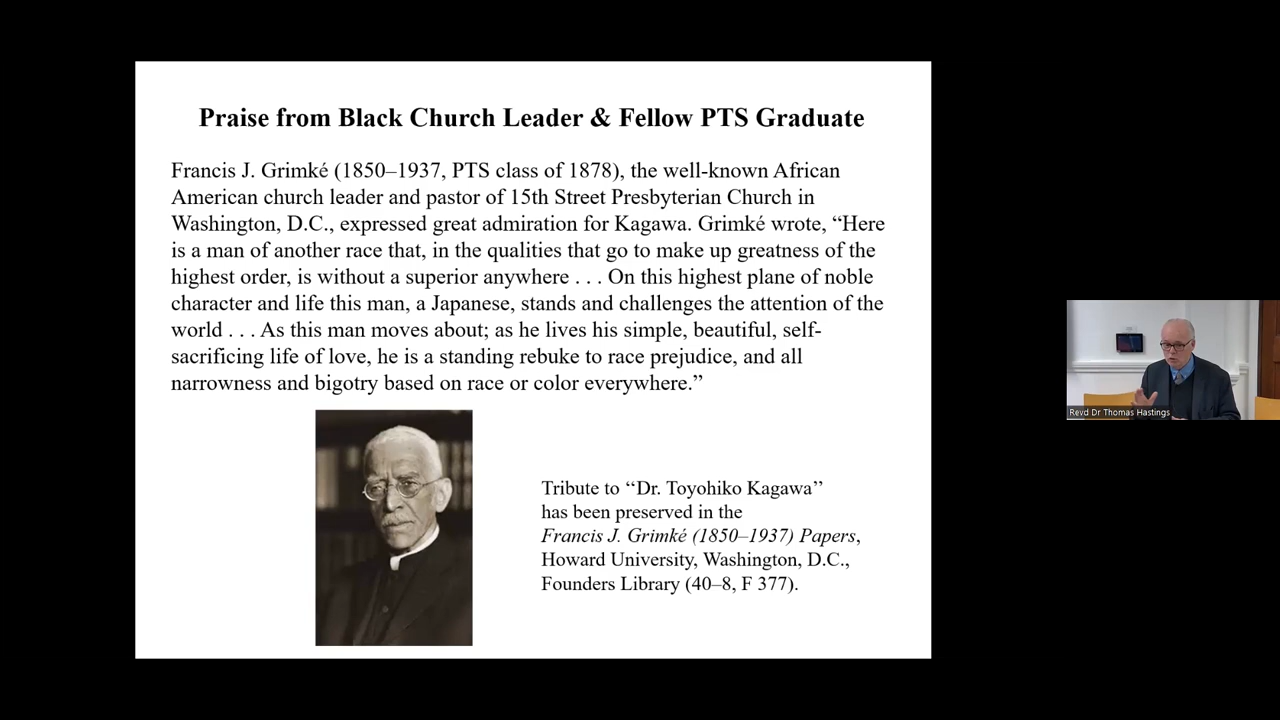 Praise from Black Church Leader & Fellow PTS Graduate
Francis J. Grimké (1850–1937, PTS class of 1878), the well-known African
American church leader and pastor of 15th Street Presbyterian Church in
Washington, D.C., expressed great admiration for Kagawa. Grimké wrote, “Here
is a man of another race that, in the qualities that go to make up greatness of the
highest order, is without a superior anywhere . . . On this highest plane of noble
character and life this man, a Japanese, stands and challenges the attention of the
world . . . As this man moves about; as he lives his simple, beautiful, self-
sacrificing life of love, he is a standing rebuke to race prejudice, and all
narrowness and bigotry based on race or color everywhere.”
Tribute to ‘‘Dr. Toyohiko Kagawa’’
has been preserved in the
Francis J. Grimké (1850–1937) Papers,
Howard University, Washington, D.C.,
Founders Library (40–8, F 377).
Revd Dr Thomas Hastings